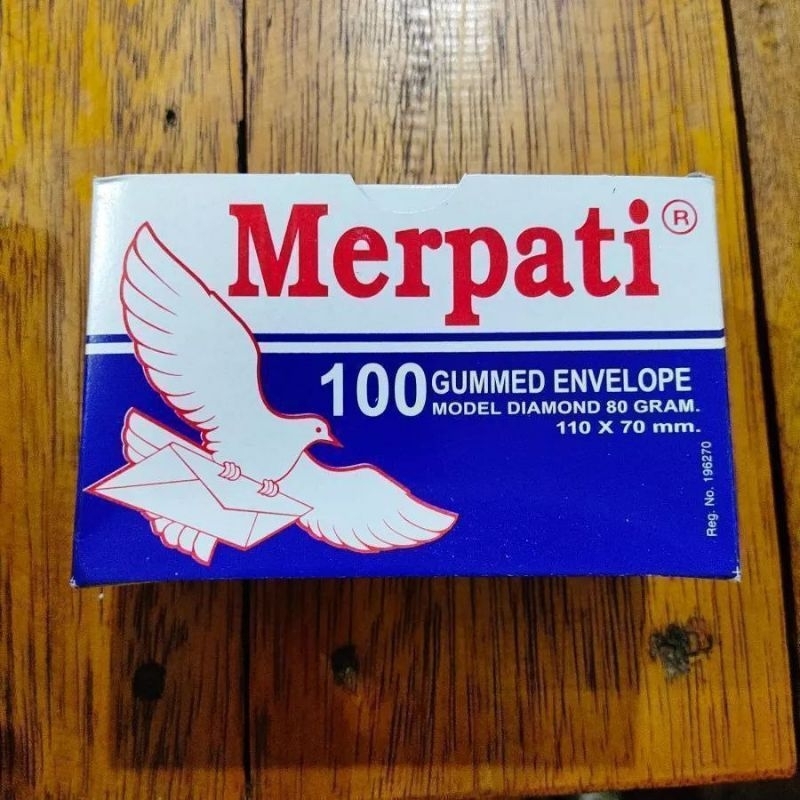 Merpati®
100 GUMMED ENVELOPE
MODEL DIAMOND 80 GRAM.
110 X 70 mm.
Reg. No. 196270